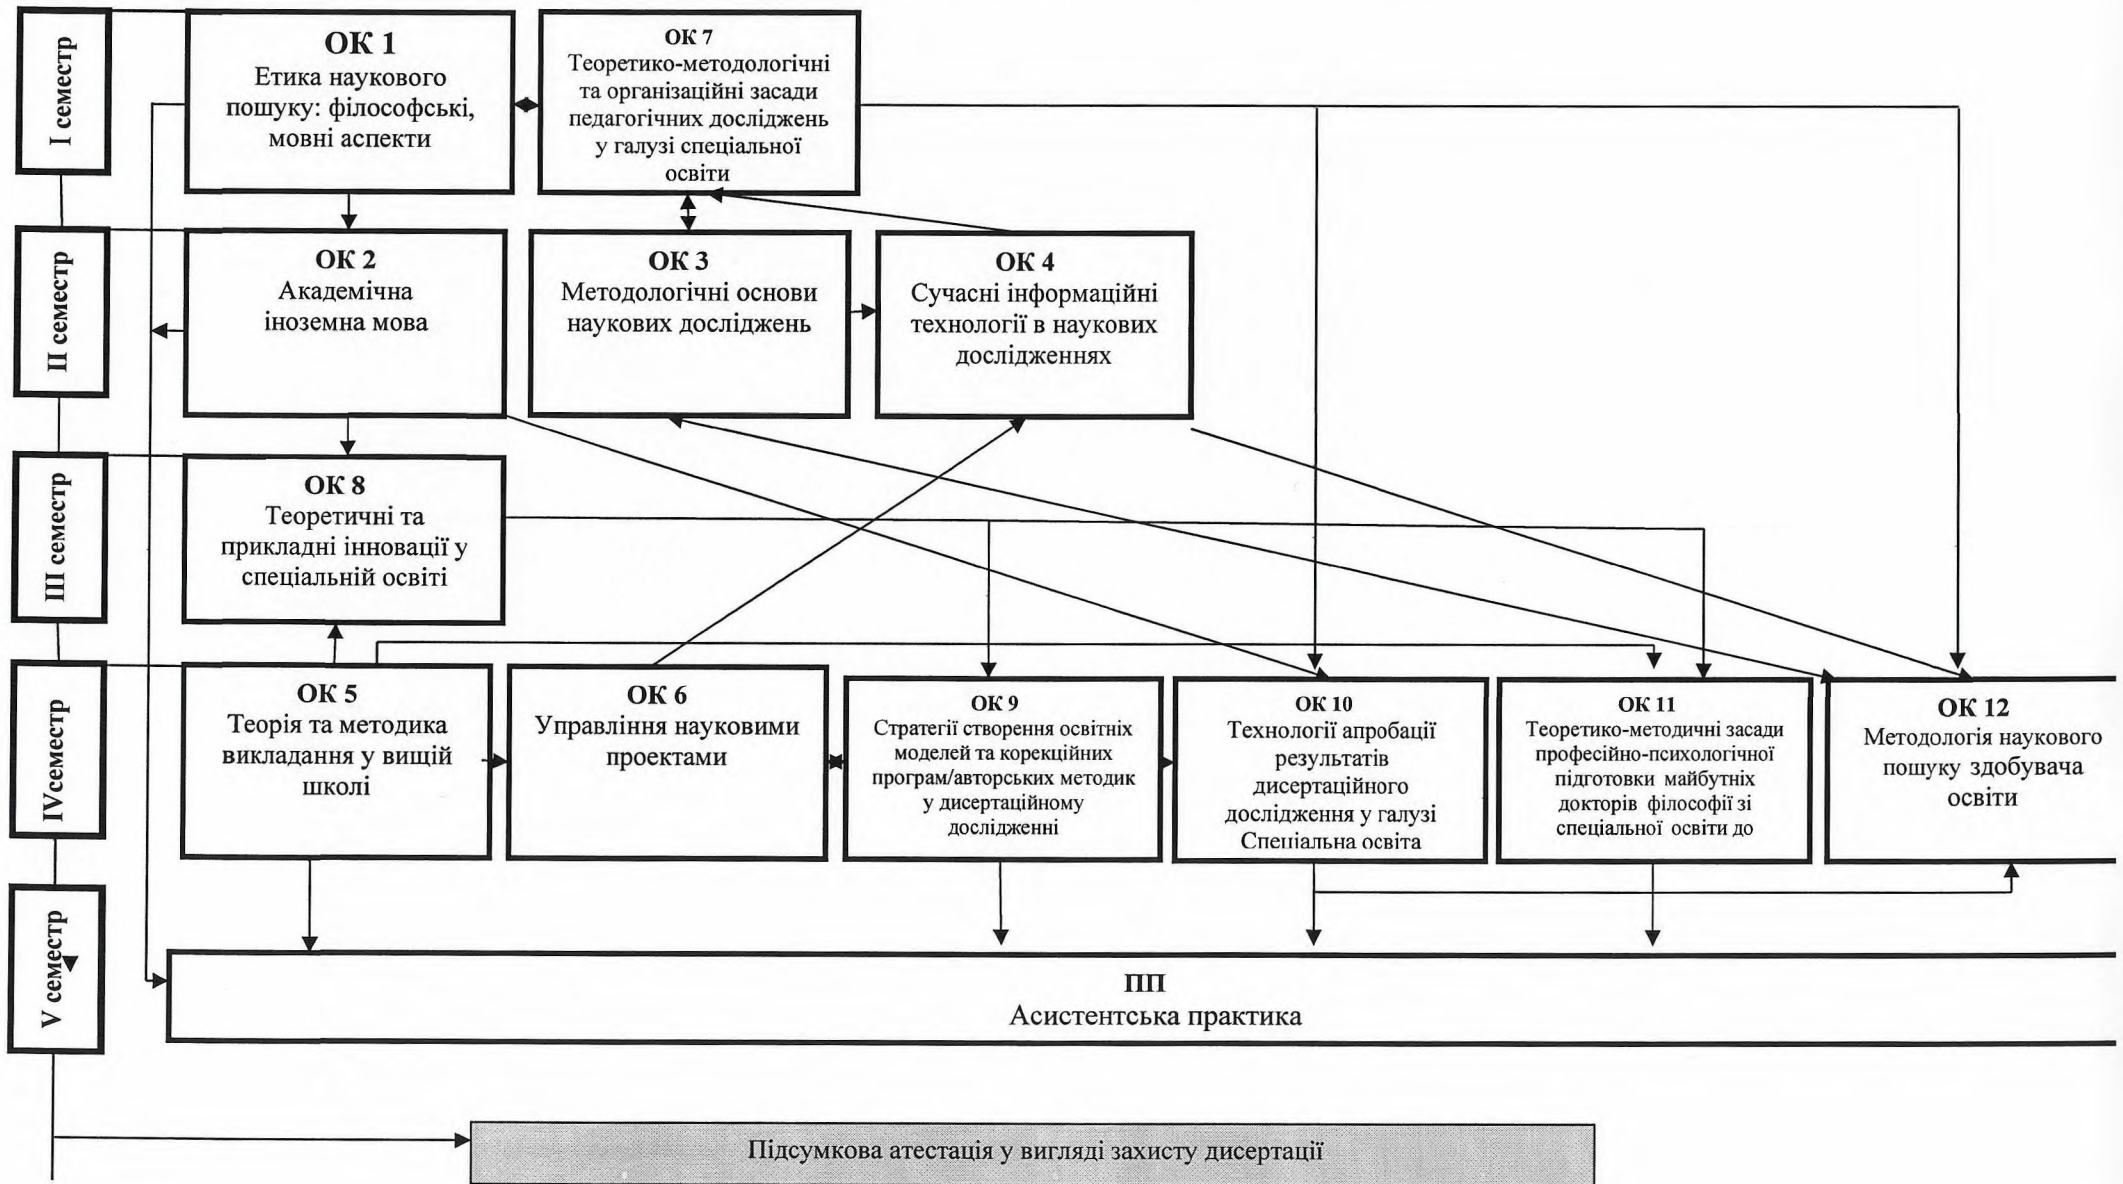 І семестр
ОК 1
Етика наукового
пошуку: філософські,
мовні аспекти
ОК 7
Теоретико-методологічні
та організаційні засади
педагогічних досліджень
у галузі спеціальної
освіти
ІІ семестр
ОК 2
Академічна
іноземна мова
ОК 3
Методологічні основи
наукових досліджень
ОК 4
Сучасні інформаційні
технології в наукових
дослідженнях
ІІІ семестр
ОК 8
Теоретичні та
прикладні інновації у
спеціальній освіті
IVсеместр
ОК 5
Теорія та методика
викладання у вищій
школі
ОК 6
Управління науковими
проектами
ОК 9
Стратегії створення освітніх
моделей та корекційних
програм/авторських методик
у дисертаційному
дослідженні
ОК 10
Технології апробації
результатів
дисертаційного
дослідження у галузі
Спеціальна освіта
ОК 11
Теоретико-методичні засади
професійно-психологічної
підготовки майбутніх
докторів філософії зі
спеціальної освіти до
ОК 12
Методологія наукового
пошуку здобувача
освіти
V семестр
ПП
Асистентська практика
Підсумкова атестація у вигляді захисту дисертації